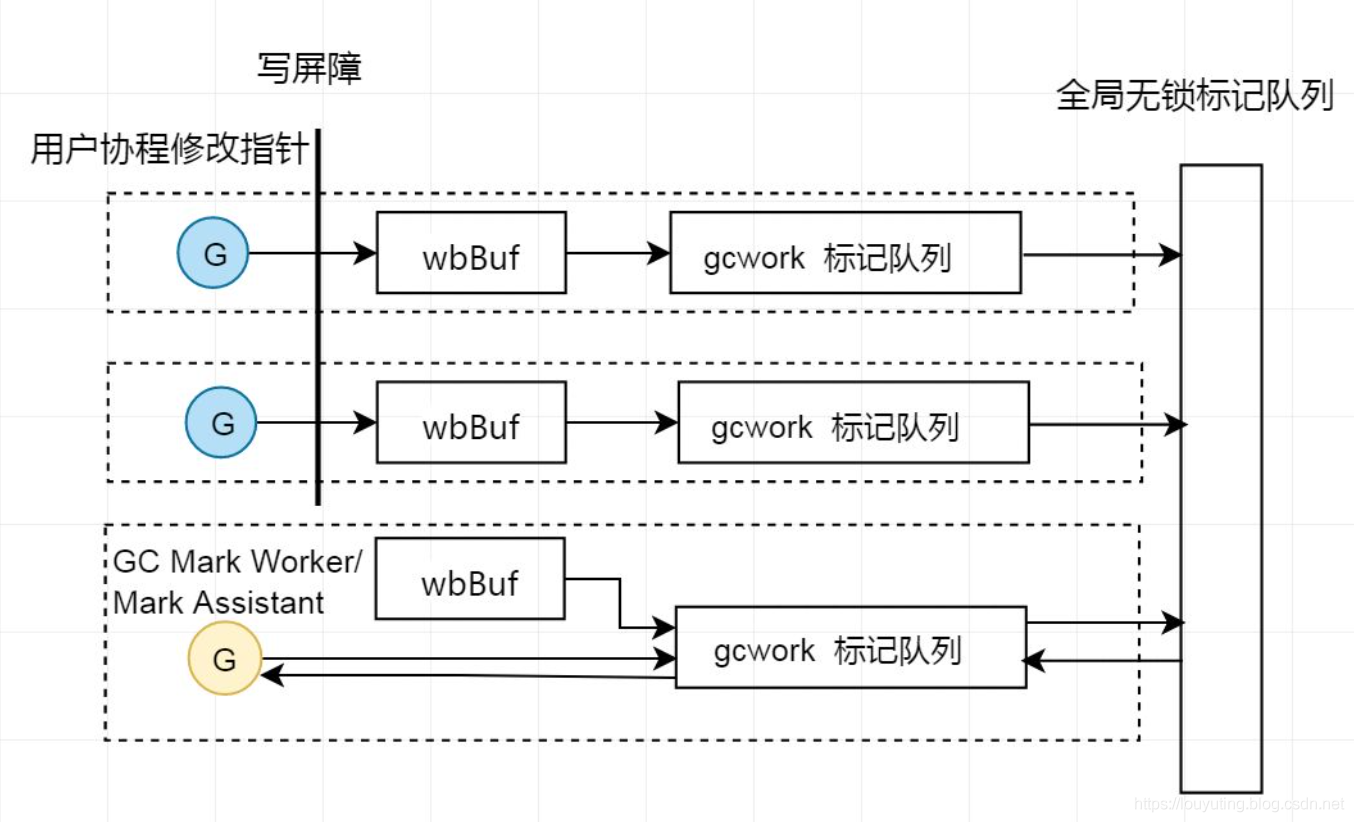 写屏障
全局无锁标记队列
用户协程修改指针
G
wbBuf
gcwork 标记队列
G
wbBuf
gcwork 标记队列
GC Mark Worker/
Mark Assistant
wbBuf
G
gcwork 标记队列
https://louyuting.blog.csdn.net